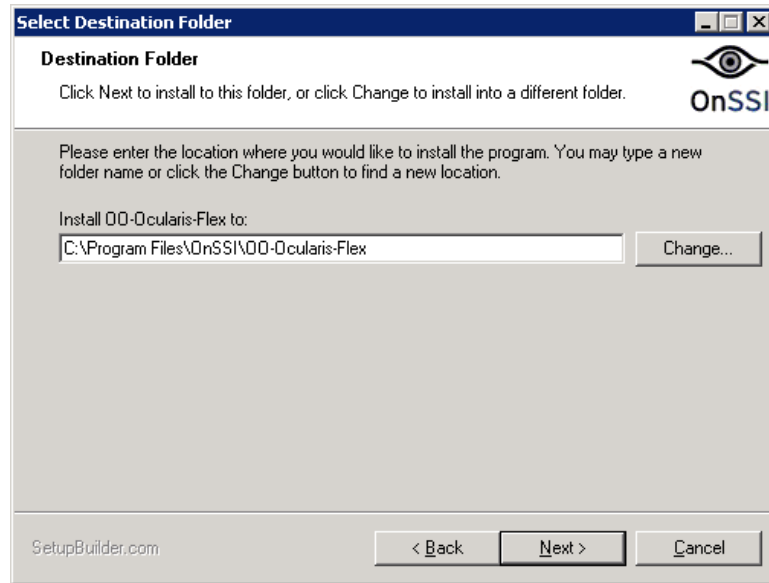 Select Destination Folder
Destination Folder
Click Next to install to this folder, or click Change to install into a different folder.
OnSSI
Please enter the location where you would like to install the program. You may type a new
folder name or click the Change button to find a new location.
Install OO-Ocularis-Flex to:
C:\Program Files\OnSSI\OO-Ocularis-Flex
Change...
SetupBuilder.com
< Back
Next >
Cancel